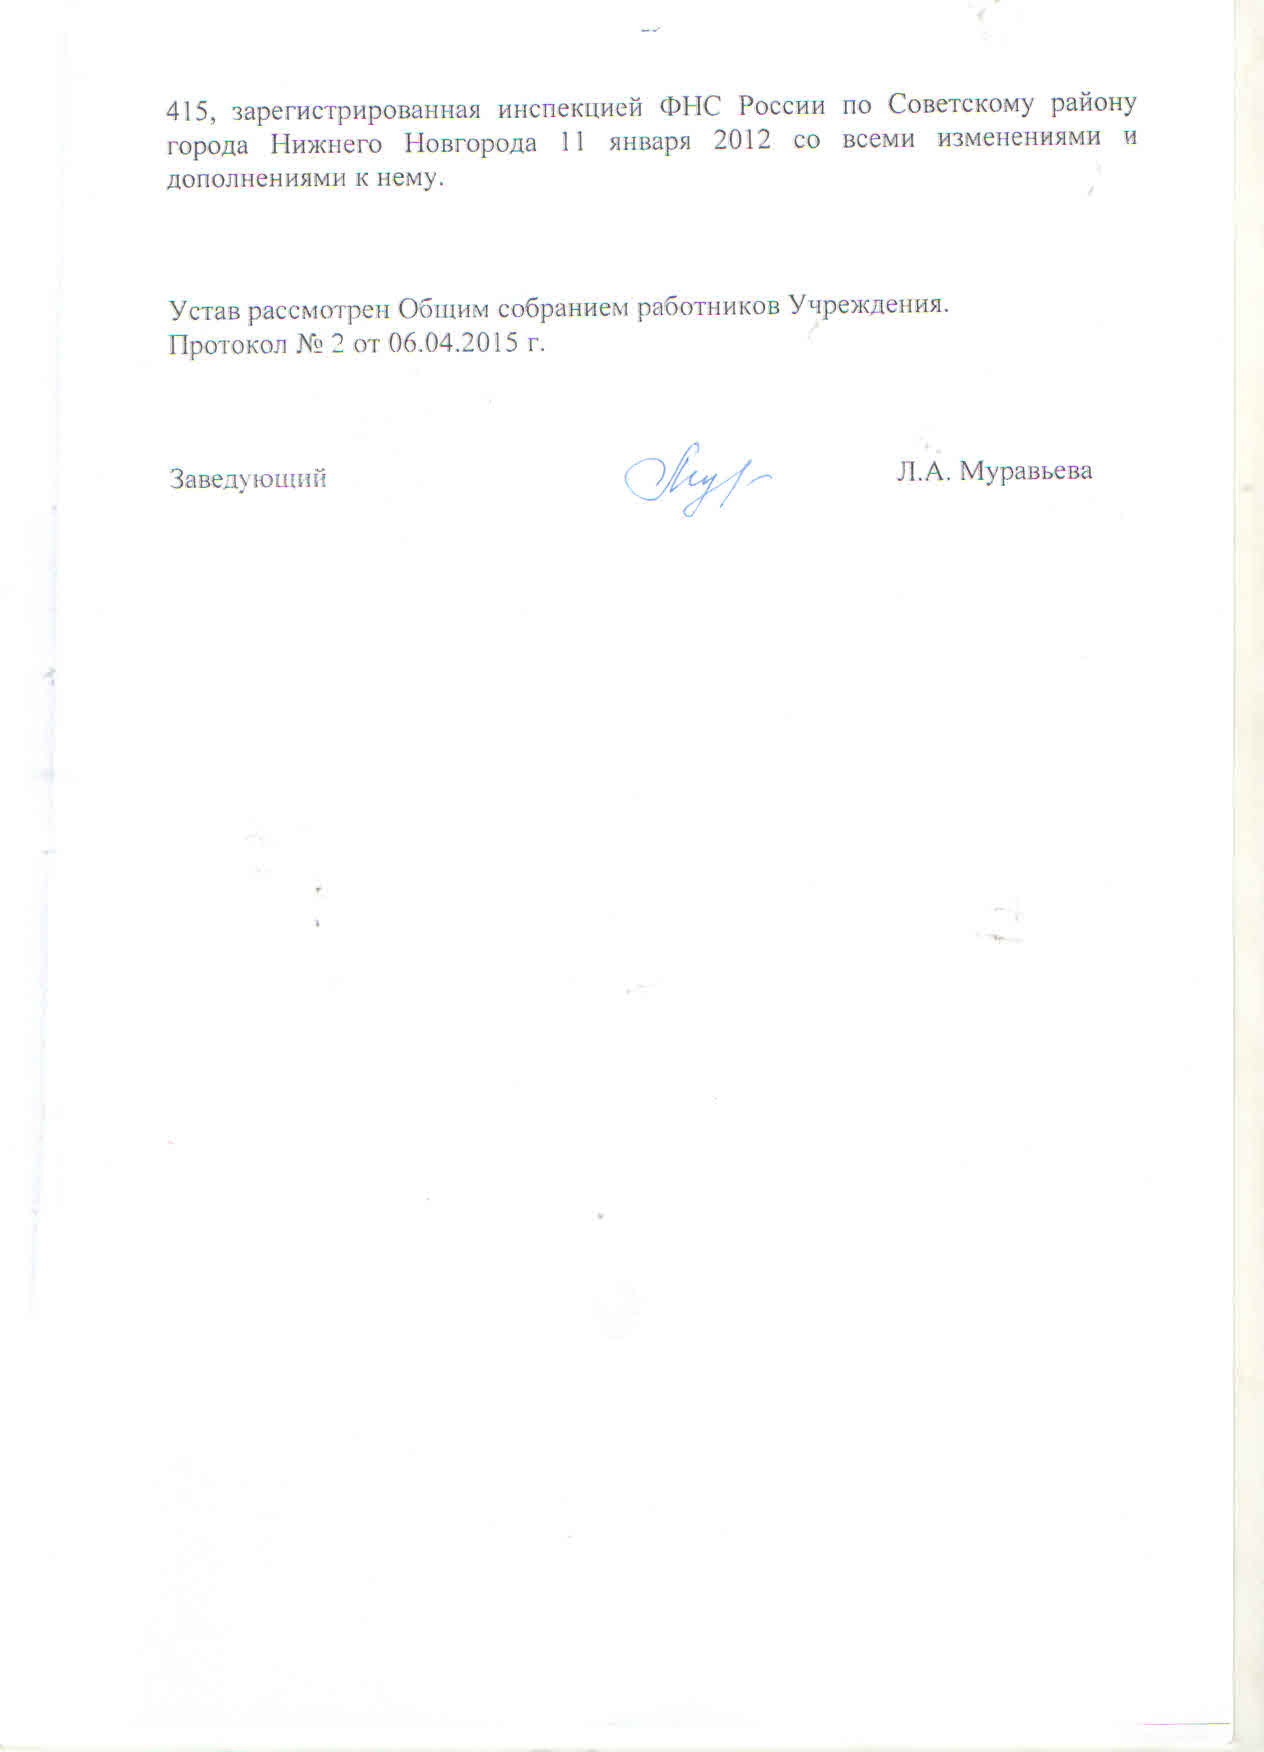 415, зарегистрированная инспекцией ФНС России по Советскому району
города Нижнего Новгорода 11 января 2012 со всеми изменениями и
дополнениями к нему.
Устав рассмотрен Общим собранием работников Учреждения.
Протокол № 2 от 06.04.2015 г.
Заведующий
Л.А. Муравьева